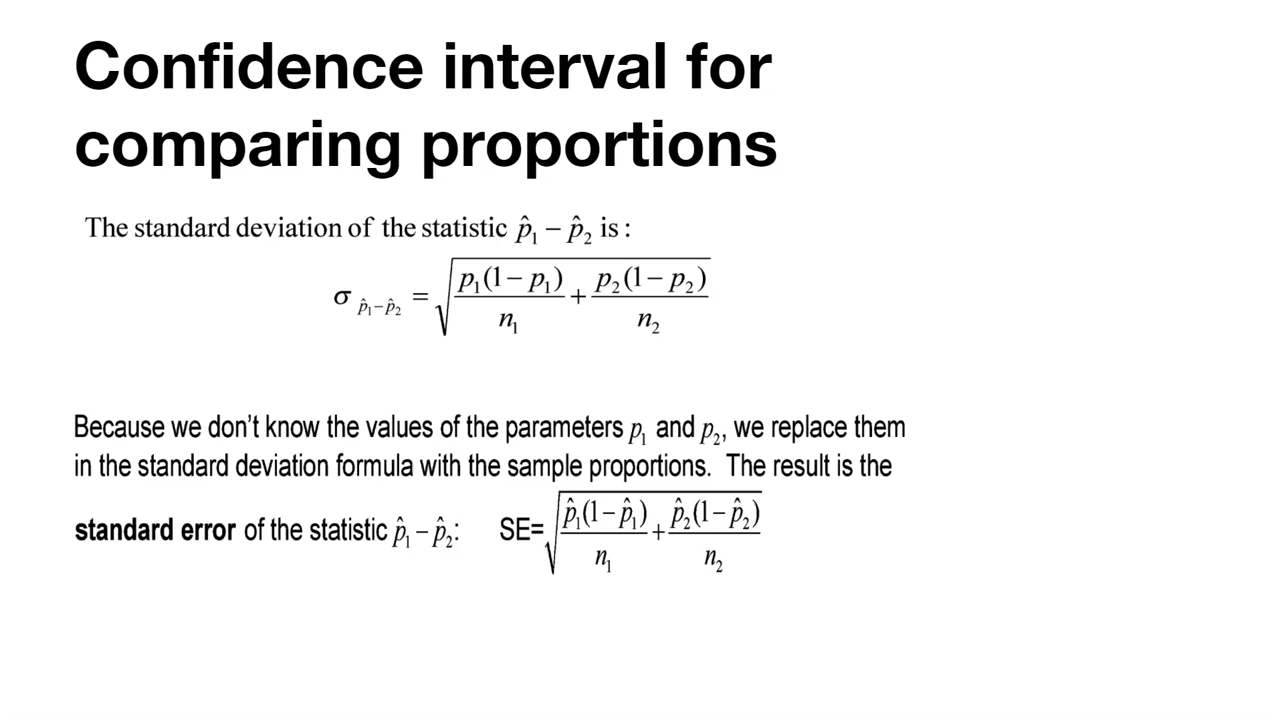 Confidence interval for
comparing proportions
The standard deviation of the statistic p̂₁ − p̂₂ is :
σ p̂₁−p̂₂ = √( p₁(1 − p₁)/n₁ + p₂(1 − p₂)/n₂ )
Because we don't know the values of the parameters p₁ and p₂, we replace them
in the standard deviation formula with the sample proportions. The result is the
standard error of the statistic p̂₁ − p̂₂: SE= √( p̂₁(1 − p̂₁)/n₁ + p̂₂(1 − p̂₂)/n₂ )